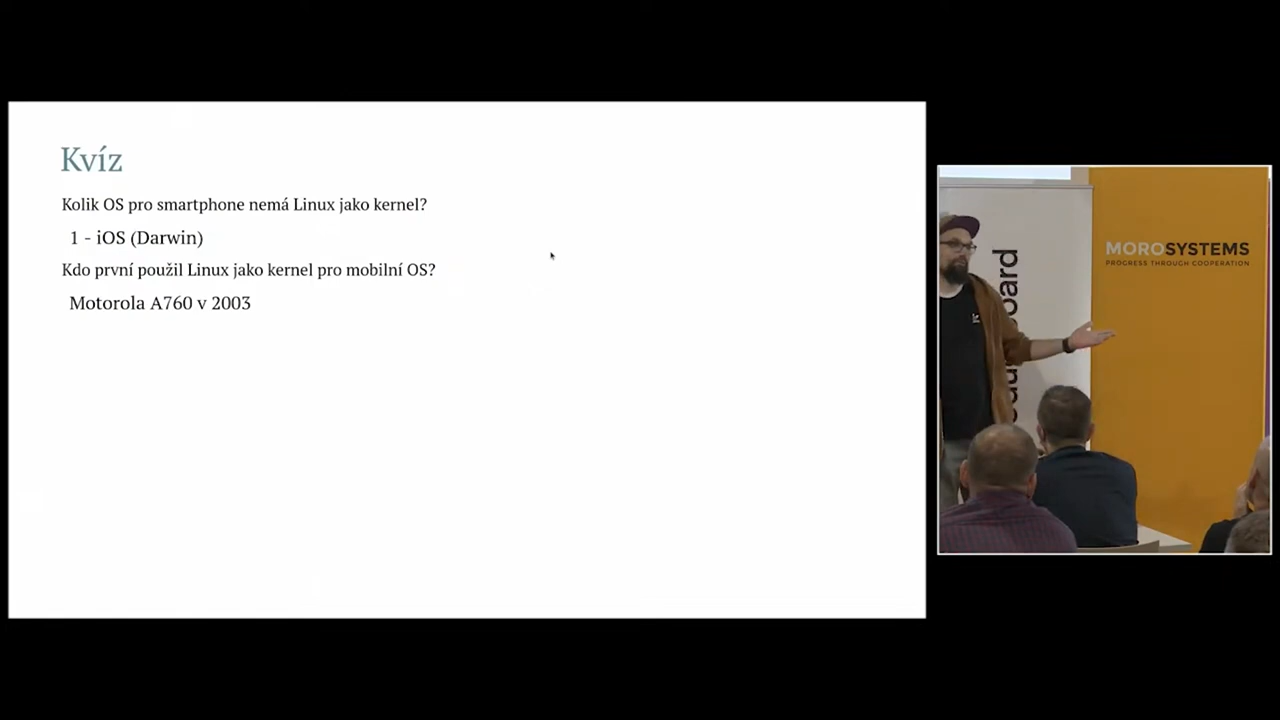 Kvíz
Kolik OS pro smartphone nemá Linux jako kernel?
1 - iOS (Darwin)
Kdo první použil Linux jako kernel pro mobilní OS?
Motorola A760 v 2003
MOROSYSTEMS
PROGRESS THROUGH COOPERATION